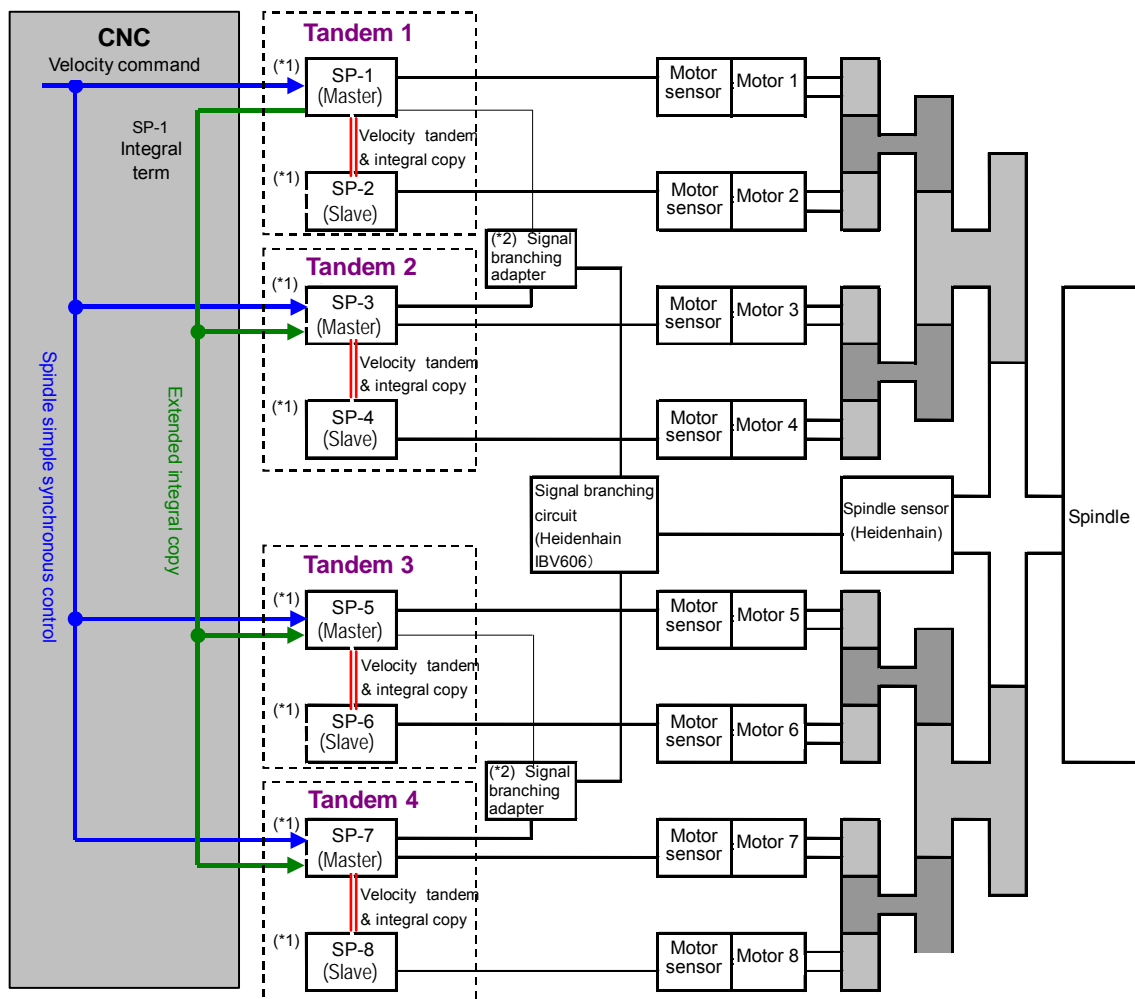 CNC
Velocity command
SP-1
Integral
term
Spindle simple synchronous control
Extended integral copy
Tandem 1
(*1)
SP-1
(Master)
Velocity tandem
& integral copy
(*1)
SP-2
(Slave)
Motor
sensor
Motor 1
Motor
sensor
Motor 2
(*2) Signal
branching
adapter
Tandem 2
(*1)
SP-3
(Master)
Velocity tandem
& integral copy
(*1)
SP-4
(Slave)
Motor
sensor
Motor 3
Motor
sensor
Motor 4
Signal branching
circuit
(Heidenhain
IBV606)
Spindle sensor
(Heidenhain)
Spindle
Tandem 3
(*1)
SP-5
(Master)
Velocity tandem
& integral copy
(*1)
SP-6
(Slave)
Motor
sensor
Motor 5
Motor
sensor
Motor 6
(*2) Signal
branching
adapter
Tandem 4
(*1)
SP-7
(Master)
Velocity tandem
& integral copy
(*1)
SP-8
(Slave)
Motor
sensor
Motor 7
Motor
sensor
Motor 8